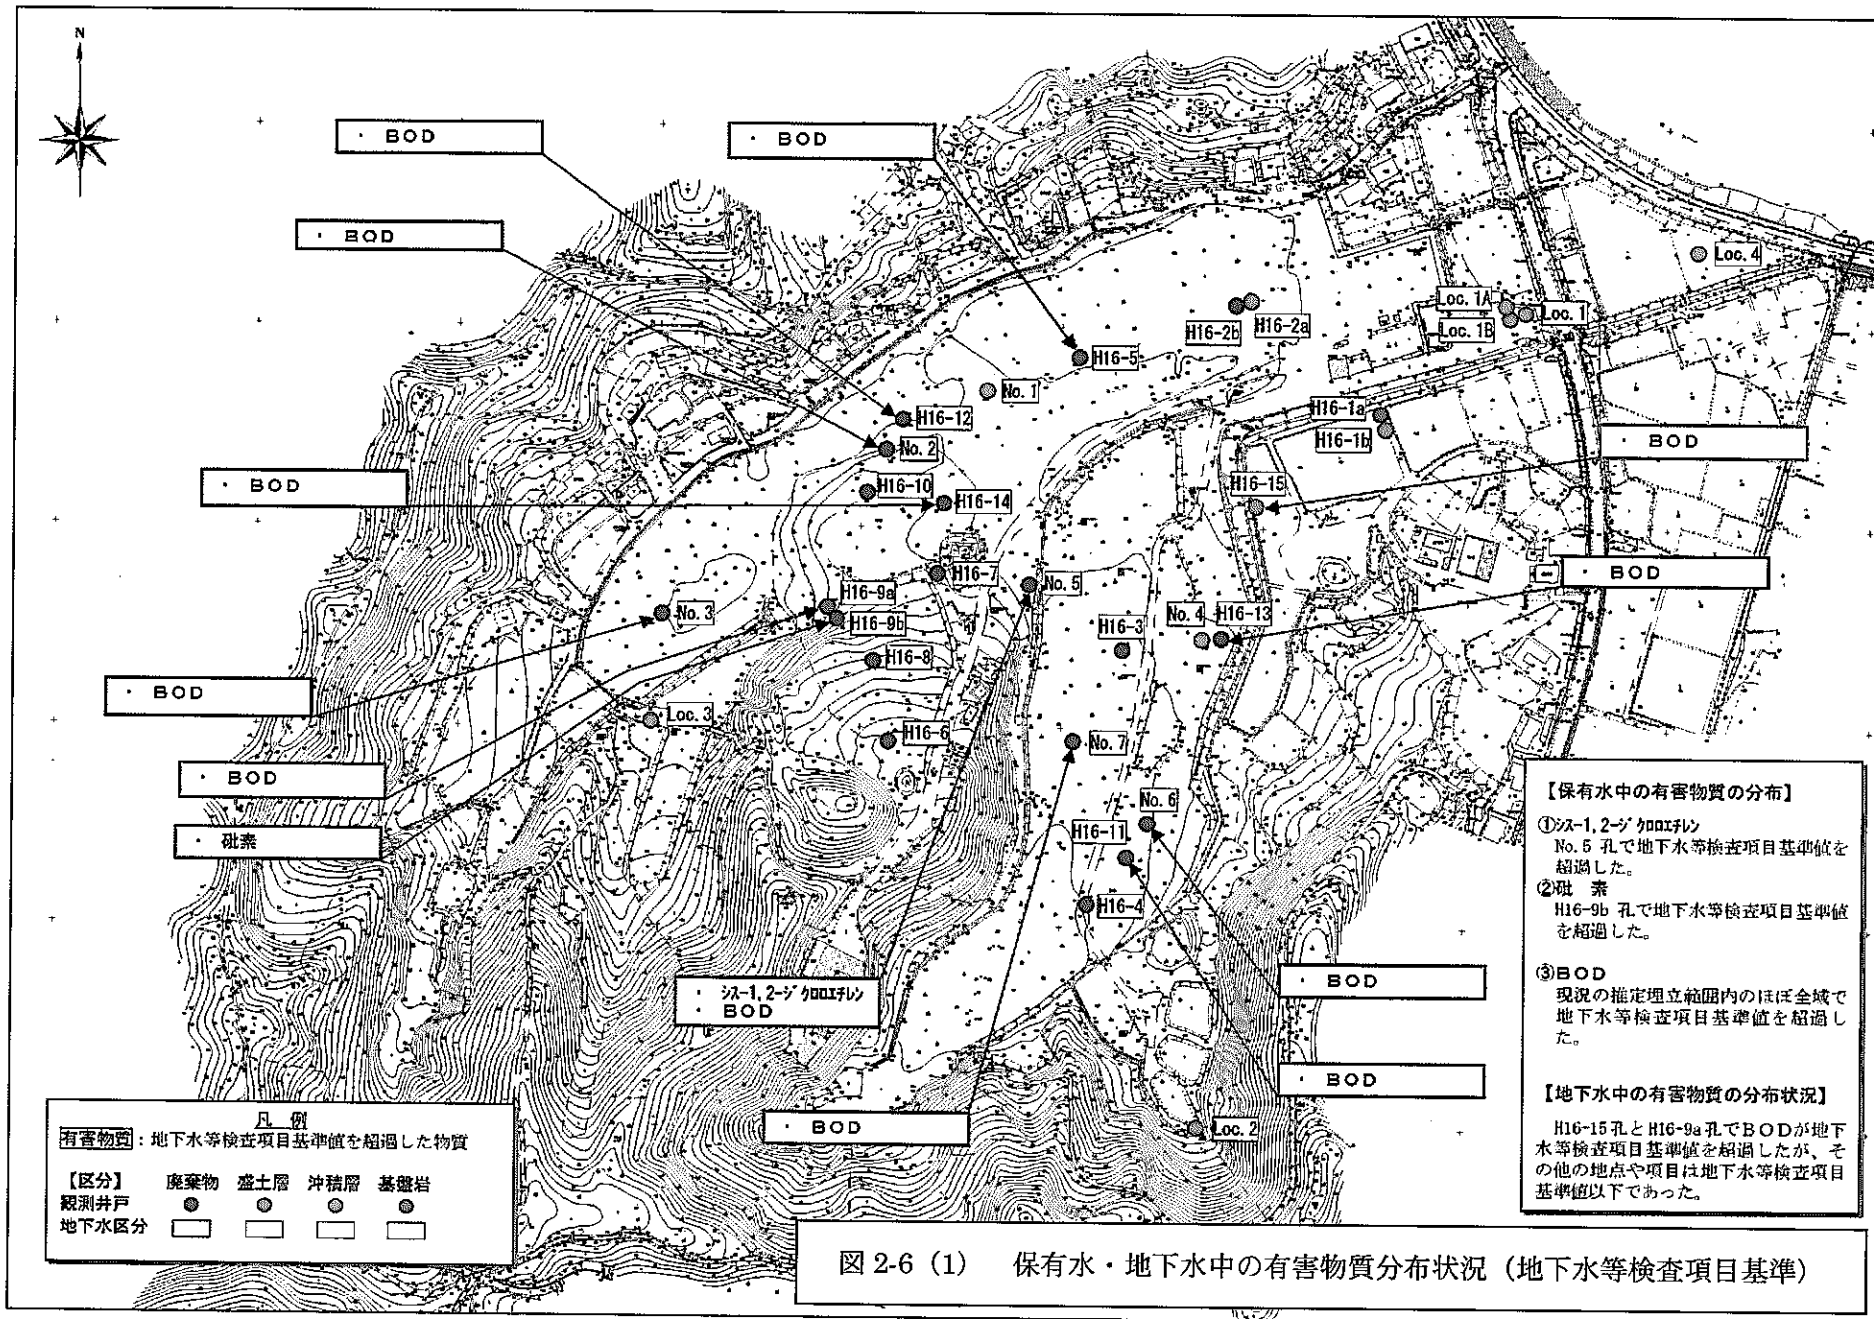 N
・ BOD
・ BOD
・ BOD
Loc. 4
Loc. 1A
Loc. 1
Loc. 1B
H16-2b
H16-2a
H16-5
No. 1
H16-12
H16-1a
H16-1b
・ BOD
No. 2
・ BOD
H16-10
H16-14
H16-15
H16-7
No. 5
・ BOD
H16-9a
No. 3
H16-9b
H16-3
No. 4
H16-13
H16-8
・ BOD
Loc. 3
H16-6
No. 7
・ BOD
No. 6
・ 砒素
H16-11
H16-4
・ BOD
・ シス-1,2-ジクロロエチレン
・ BOD
・ BOD
・ BOD
Loc. 2
【保有水中の有害物質の分布】
①シス-1,2-ジクロロエチレン
No.5 孔で地下水等検査項目基準値を
超過した。
②砒 素
H16-9b 孔で地下水等検査項目基準値
を超過した。
③BOD
現況の推定埋立範囲内のほぼ全域で
地下水等検査項目基準値を超過し
た。
【地下水中の有害物質の分布状況】
H16-15孔とH16-9a孔でBODが地下
水等検査項目基準値を超過したが、そ
の他の地点や項目は地下水等検査項目
基準値以下であった。
凡 例
有害物質：地下水等検査項目基準値を超過した物質
【区分】 廃棄物 盛土層 沖積層 基盤岩
観測井戸
地下水区分
図 2-6（1） 保有水・地下水中の有害物質分布状況（地下水等検査項目基準）